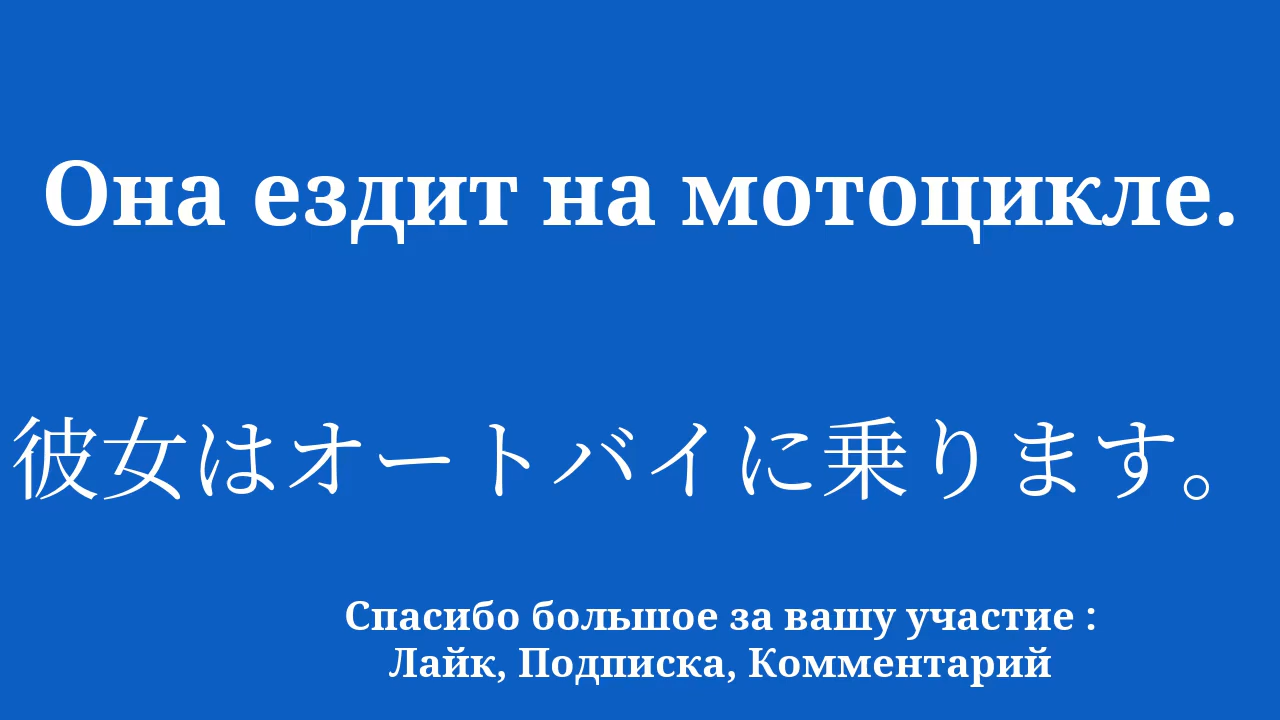 Она ездит на мотоцикле.
彼女はオートバイに乗ります。
Спасибо большое за вашу участие :
Лайк, Подписка, Комментарий